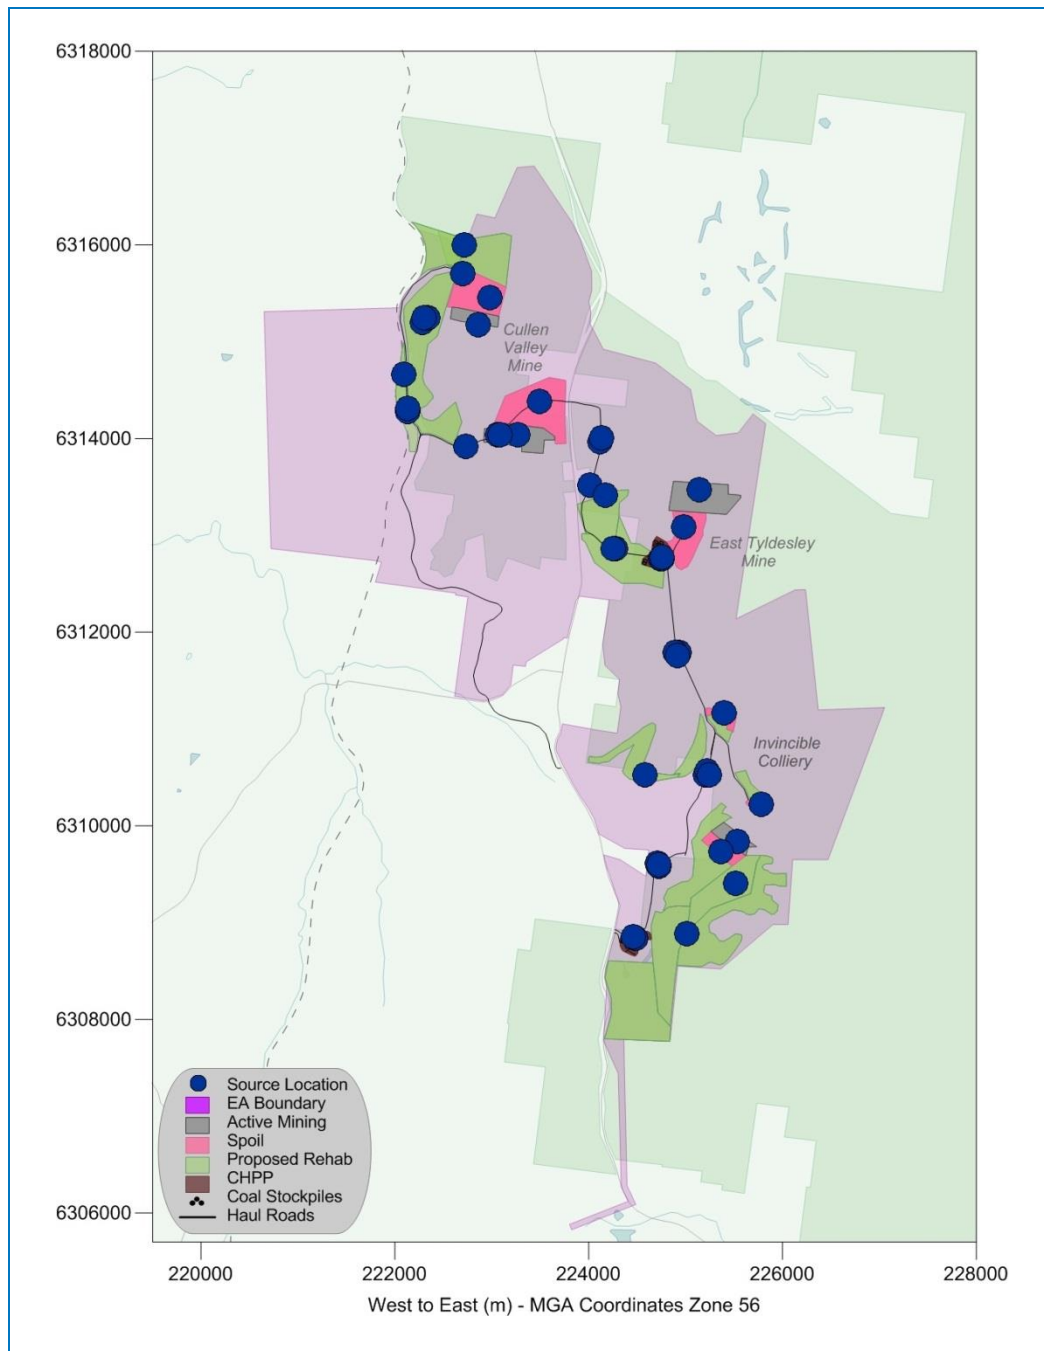 6318000
6316000
Cullen
Valley
Mine
6314000
East Tyldesley
Mine
6312000
Invincible
Colliery
6310000
6308000
Source Location
EA Boundary
Active Mining
Spoil
Proposed Rehab
CHPP
Coal Stockpiles
Haul Roads
6306000
220000 222000 224000 226000 228000
West to East (m) - MGA Coordinates Zone 56